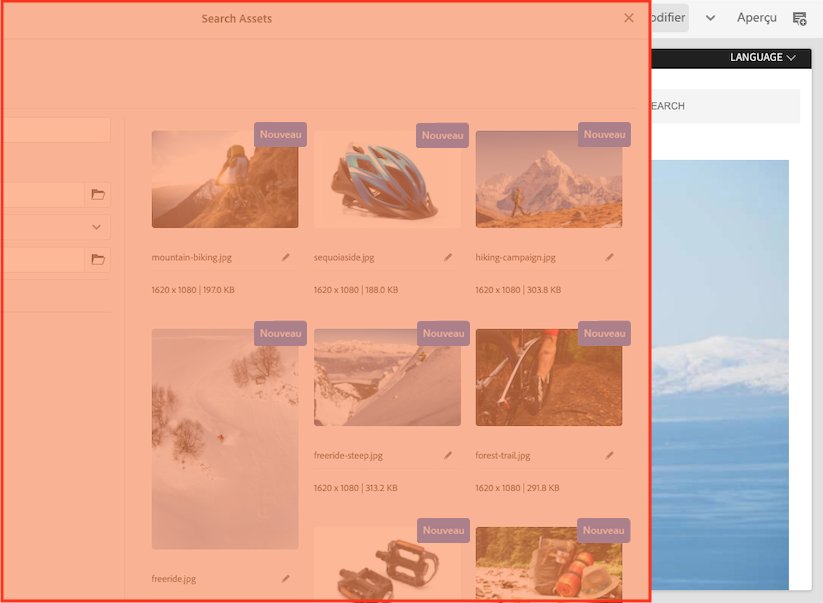 Search Assets
odifier
Aperçu
LANGUAGE
EARCH
Nouveau
Nouveau
Nouveau
mountain-biking.jpg
sequoiaside.jpg
hiking-campaign.jpg
1620 x 1080 | 197.0 KB
1620 x 1080 | 188.0 KB
1620 x 1080 | 303.8 KB
Nouveau
Nouveau
Nouveau
freeride-steep.jpg
forest-trail.jpg
1620 x 1080 | 313.2 KB
1620 x 1080 | 291.8 KB
Nouveau
Nouveau
freeride.jpg